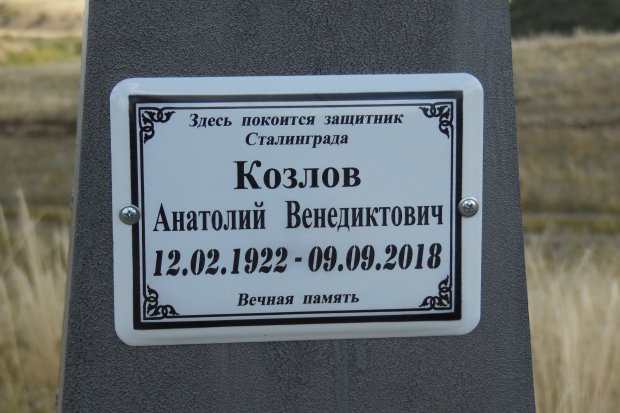 Здесь покоится защитник
Сталинграда
Козлов
Анатолий Венедиктович
12.02.1922 - 09.09.2018
Вечная память